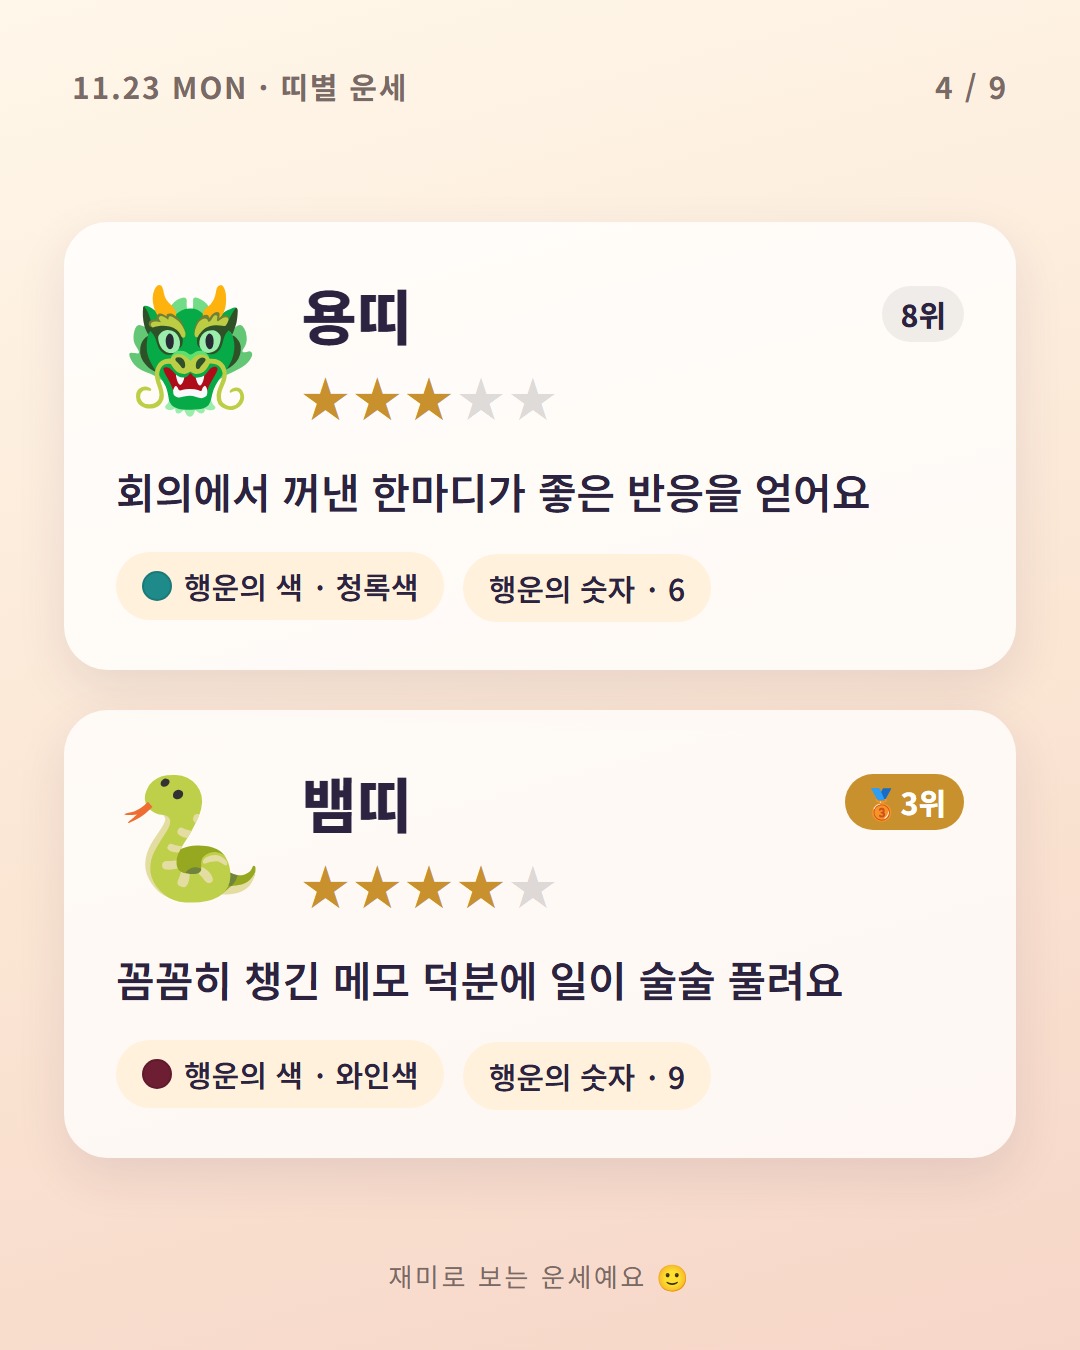 11.23 MON · 띠별 운세
4 / 9
용띠
8위
★★★★★
회의에서 꺼낸 한마디가 좋은 반응을 얻어요
행운의 색 · 청록색
행운의 숫자 · 6
뱀띠
🥉3위
★★★★★
꼼꼼히 챙긴 메모 덕분에 일이 술술 풀려요
행운의 색 · 와인색
행운의 숫자 · 9
재미로 보는 운세예요 🙂